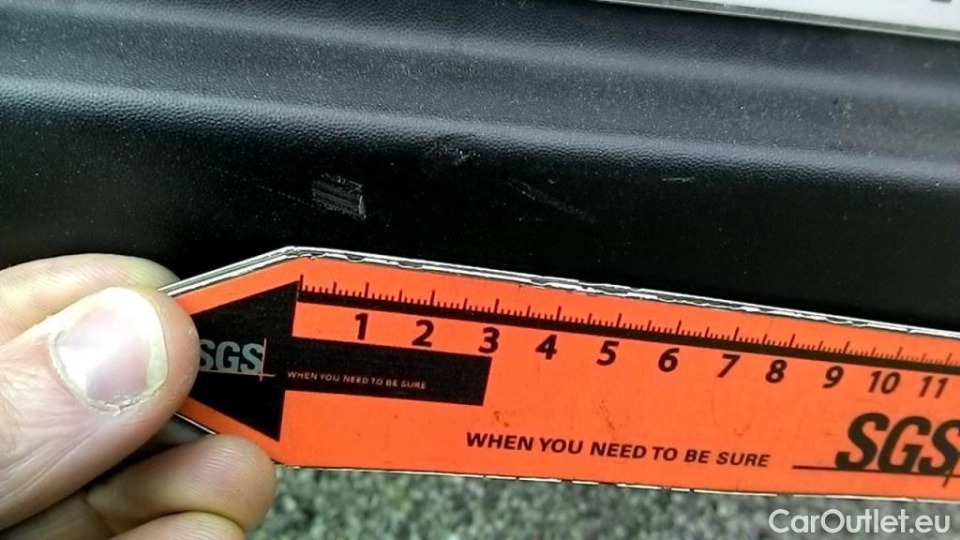 1 2 3 4 5 6 7 8 9 10 11
SGS
WHEN YOU NEED TO BE SURE
WHEN YOU NEED TO BE SURE
SGS
CarOutlet.eu